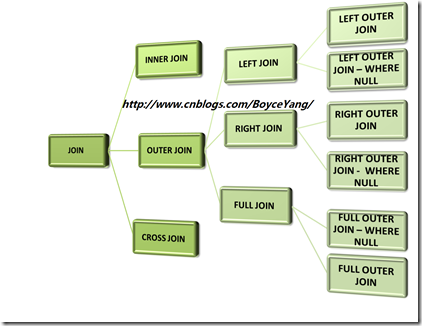 LEFT OUTER
JOIN
INNER JOIN
LEFT JOIN
LEFT OUTER
JOIN – WHERE
NULL
http://www.cnblogs.com/BoyceYang/
RIGHT JOIN
RIGHT OUTER
JOIN
JOIN
OUTER JOIN
RIGHT OUTER
JOIN - WHERE
NULL
FULL JOIN
CROSS JOIN
FULL OUTER
JOIN – WHERE
NULL
FULL OUTER
JOIN